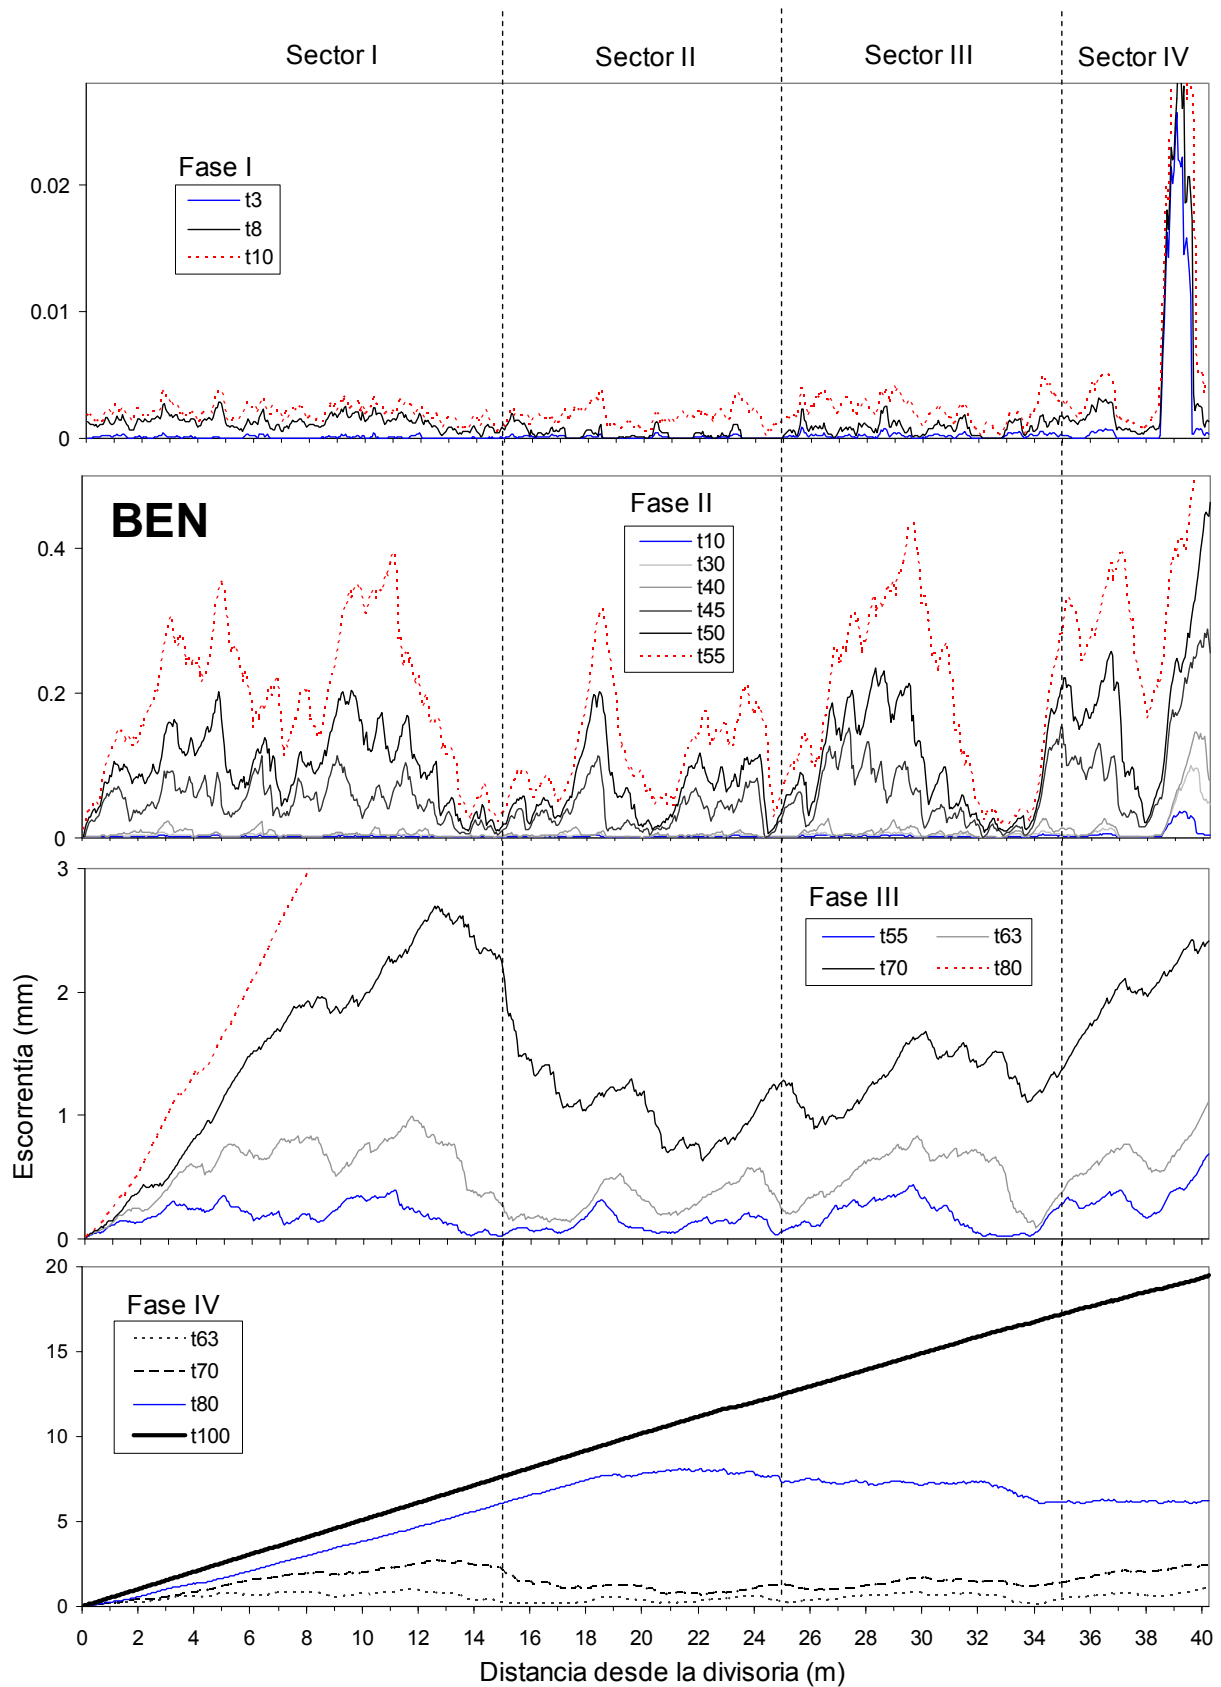 Sector I Sector II Sector III Sector IV
Fase I
t3
t8
t10
0.02
0.01
0
BEN
Fase II
t10
t30
t40
t45
t50
t55
0.4
0.2
0
Fase III
t55 t63
t70 t80
3
2
1
0
Escorrentía (mm)
Fase IV
t63
t70
t80
t100
20
15
10
5
0
0 2 4 6 8 10 12 14 16 18 20 22 24 26 28 30 32 34 36 38 40
Distancia desde la divisoria (m)